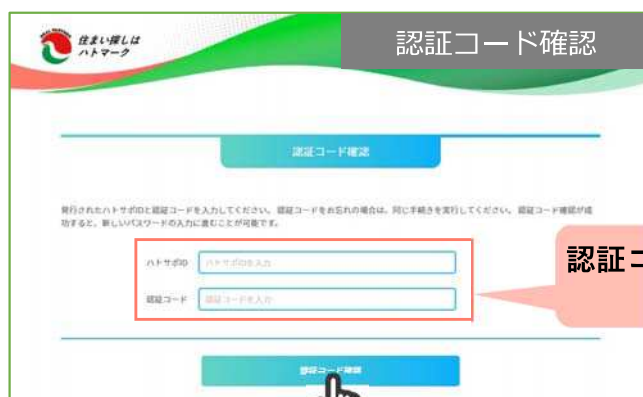 住まい探しは
ハトマーク
認証コード確認
認証コード確認
発行されたハトサポIDと認証コードを入力してください。認証コードをお忘れの場合は、同じ手続きを実行してください。認証コード確認が成
功すると、新しいパスワードの入力に進むことが可能です。
ハトサポID ハトサポIDを入力
認証コード 認証コードを入力
認証コ
認証コード確認